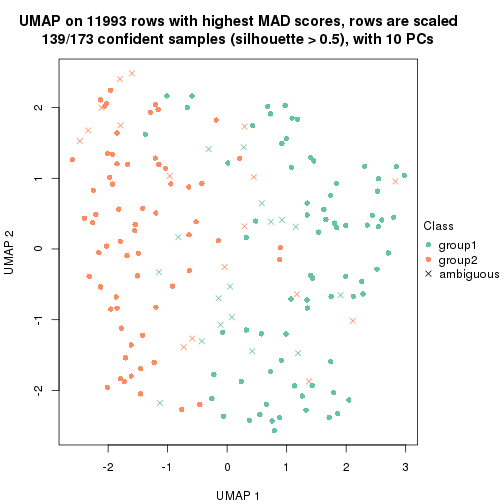 UMAP on 11993 rows with highest MAD scores, rows are scaled
139/173 confident samples (silhouette > 0.5), with 10 PCs
2
1
0
-1
-2
UMAP 2
-2
-1
0
1
2
3
UMAP 1
Class
group1
group2
ambiguous